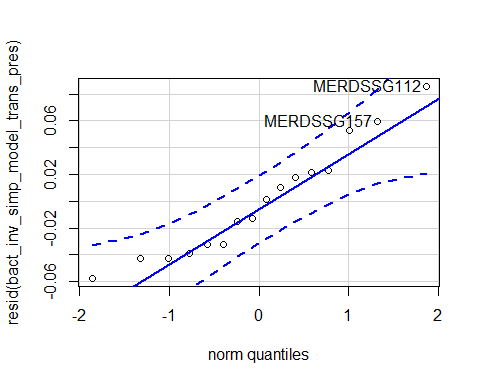 MERDSSG112
MERDSSG157
resid(bact_inv_simp_model_trans_pres)
0.06
0.02
-0.02
-0.06
-2
-1
0
1
2
norm quantiles